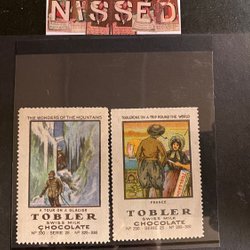 NISSED
THE WONDERS OF THE MOUNTAINS
A TOUR ON A GLACIER
TOBLER
SWISS MILK
CHOCOLATE
TOBLERONE ON A TRIP ROUND THE WORLD
FRANCE
TOBLER
SWISS MILK
CHOCOLATE